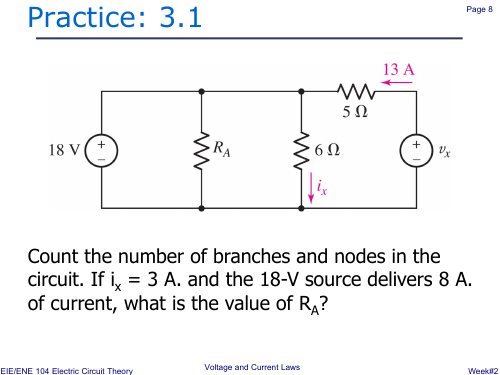 Practice: 3.1
Page 8
13 A
5 Ω
18 V
+
−
R_A
6 Ω
+
−
v_x
i_x
Count the number of branches and nodes in the
circuit. If i_x = 3 A. and the 18-V source delivers 8 A.
of current, what is the value of R_A?
EIE/ENE 104 Electric Circuit Theory
Voltage and Current Laws
Week#2